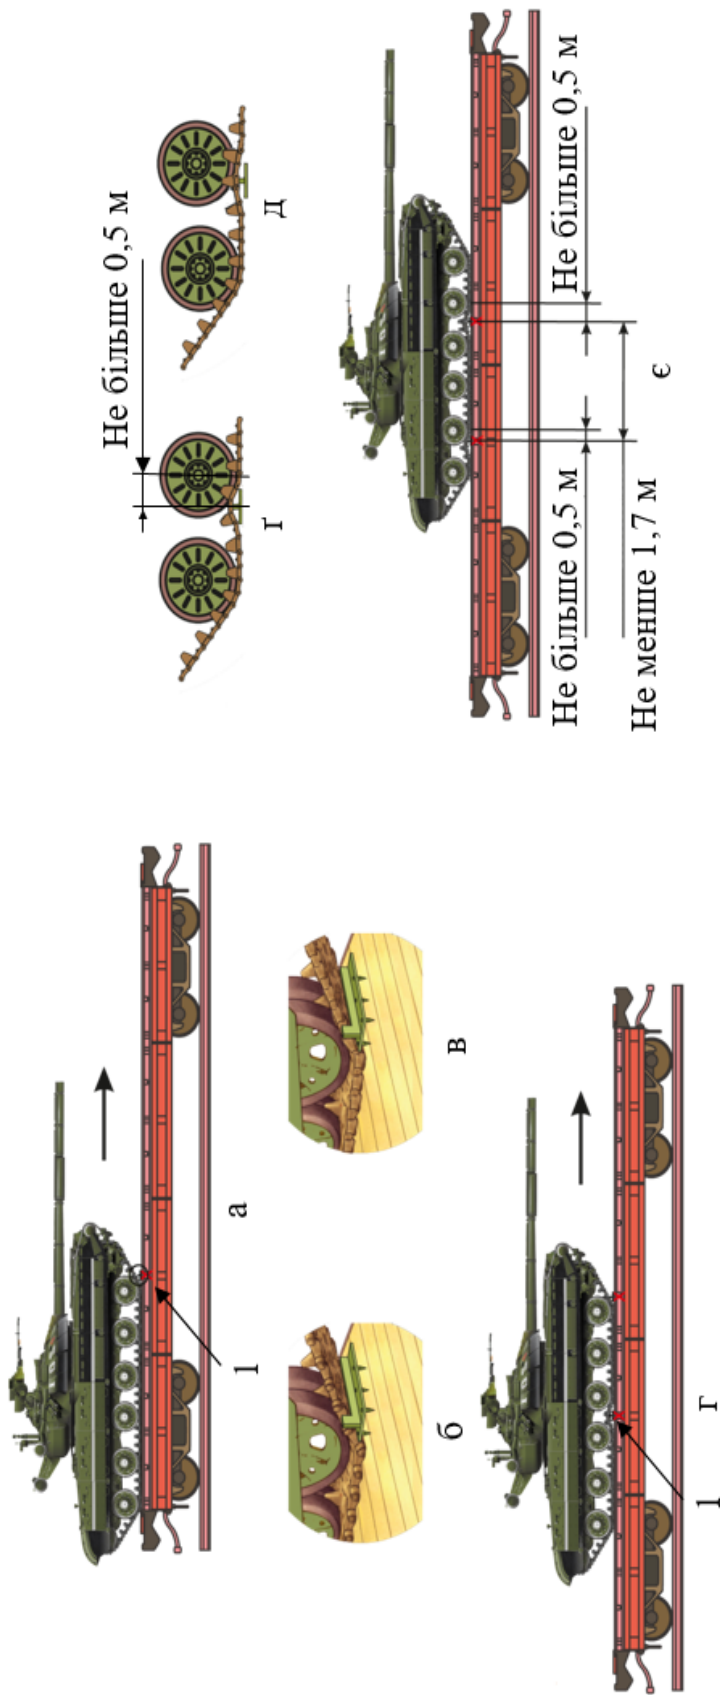 а
1
б
в
г
1
Не більше 0,5 м
ґ
д
Не більше 0,5 м
Не більше 0,5 м
Не менше 1,7 м
є